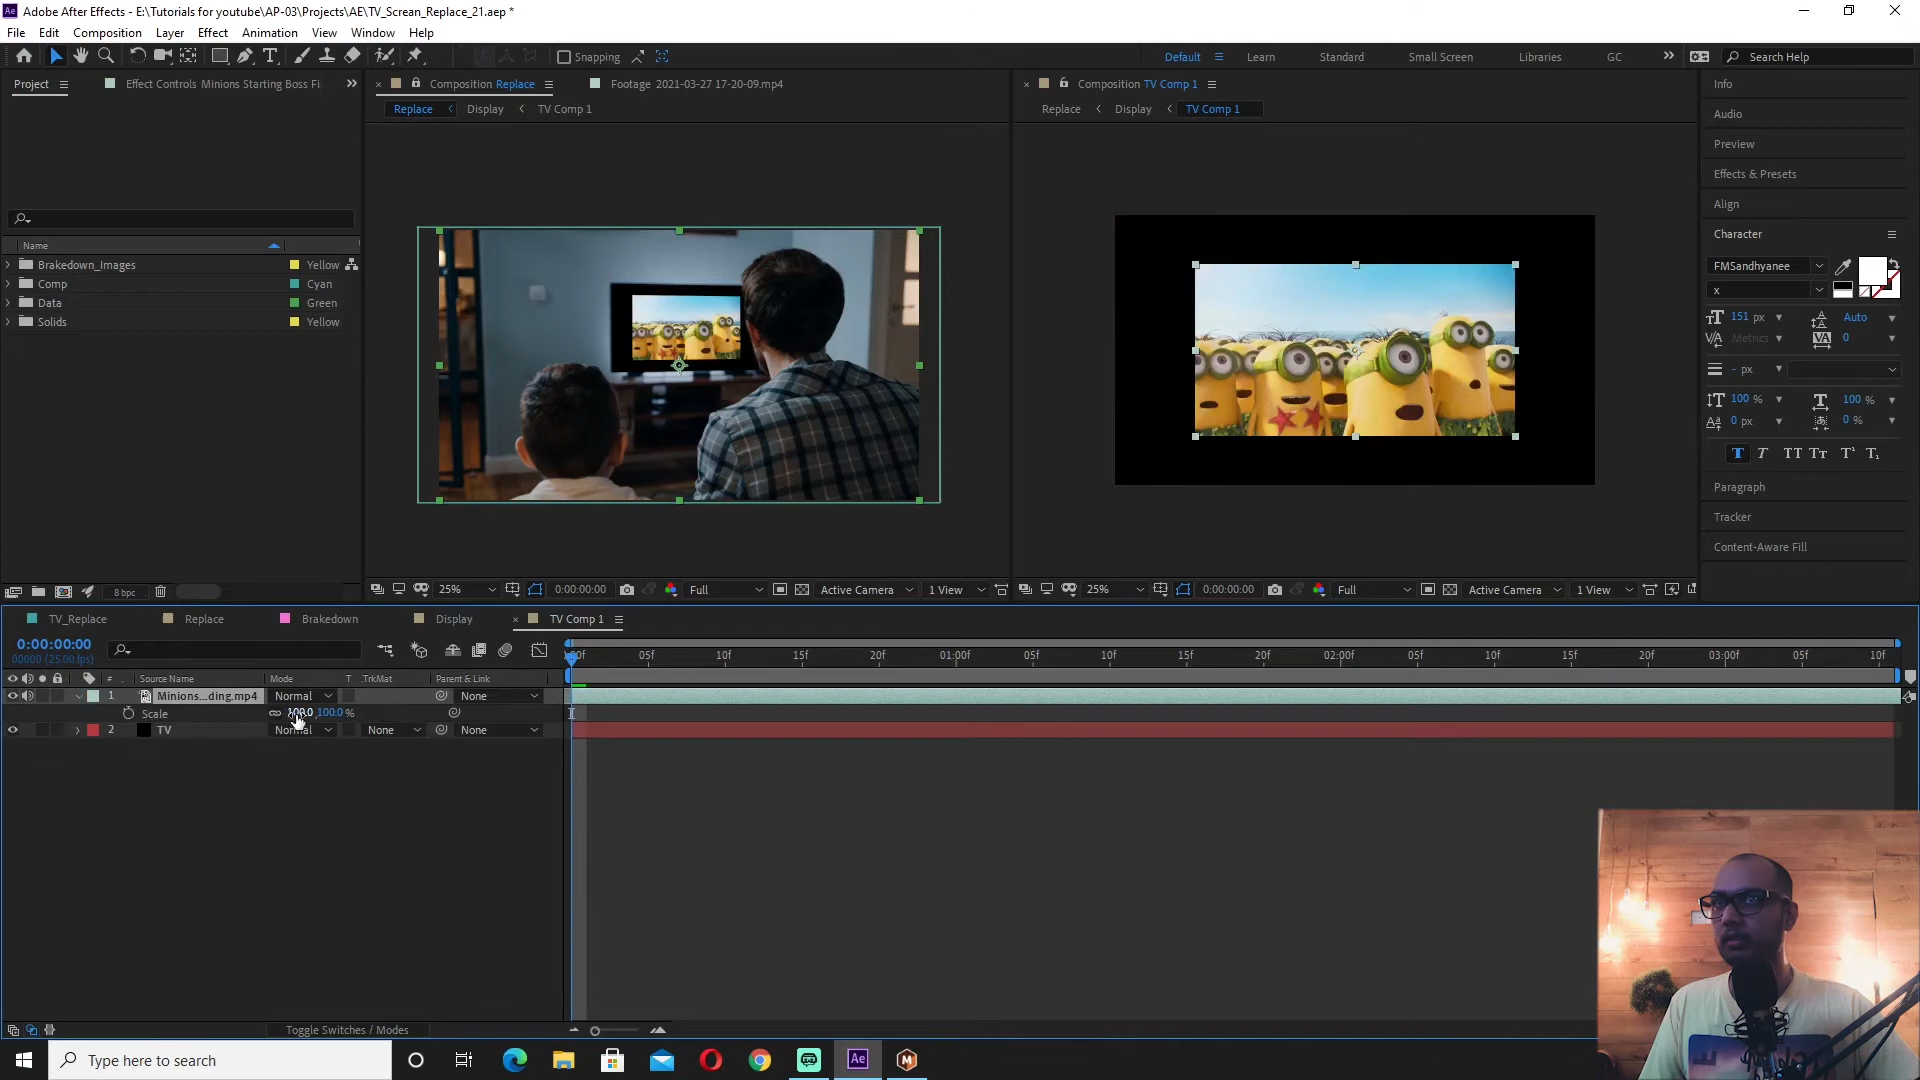 Adobe After Effects - E:\Tutorials for youtube\AP-03\Projects\AE\TV_Screan_Replace_21.aep *
File Edit Composition Layer Effect Animation View Window Help
Snapping Default Learn Standard Small Screen Libraries GC Search Help
Project Effect Controls Minions Starting Boss Fi
Composition Replace Footage 2021-03-27 17-20-09.mp4
Replace Display TV Comp 1
Composition TV Comp 1
Replace Display TV Comp 1
Name
Brakedown_Images Yellow
Comp Cyan
Data Green
Solids Yellow
8 bpc
25% 0:00:00:00 Full Active Camera 1 View
25% 0:00:00:00 Full Active Camera 1 View
Info
Audio
Preview
Effects & Presets
Align
Character
FMSandhyanee
x
151 px Auto
Metrics 0
- px
100 % 100 %
0 px 0 %
T T TT Tt T¹ T₁
Paragraph
Tracker
Content-Aware Fill
TV_Replace Replace Brakedown Display TV Comp 1
0:00:00:00
00000 (25.00 fps)
05f 10f 15f 20f 01:00f 05f 10f 15f 20f 02:00f 05f 10f 15f 20f 03:00f 05f 10f
# Source Name Mode T .TrkMat Parent & Link
1 Minions...ding.mp4 Normal None
Scale 100.0,100.0 %
2 TV Normal None None
Toggle Switches / Modes
Type here to search
Ae